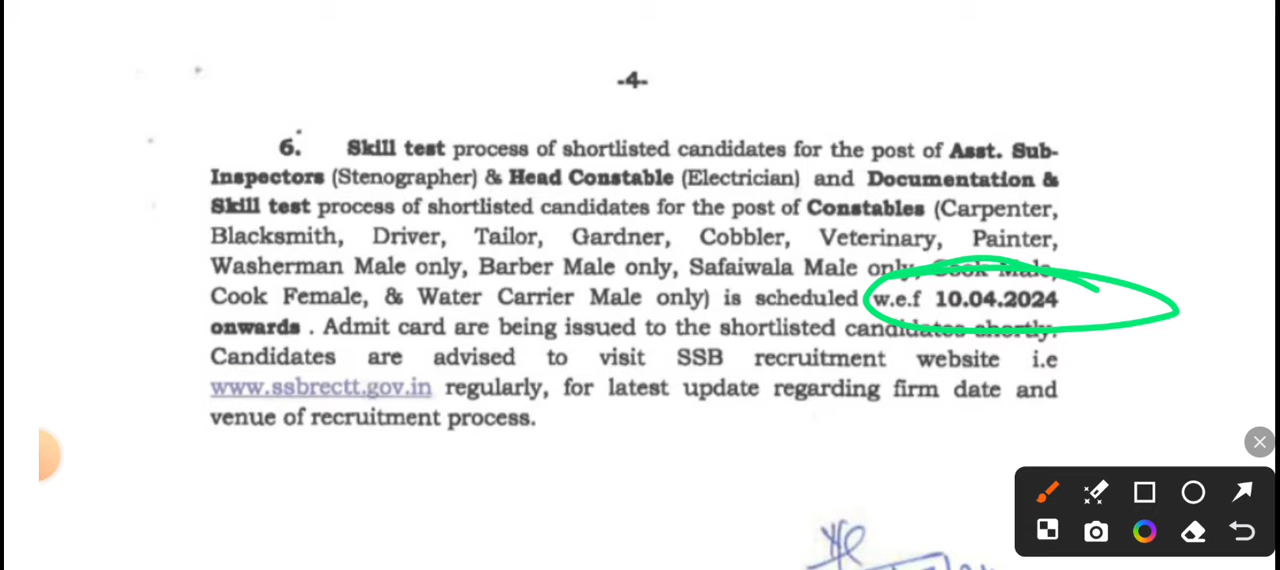 -4-
6. Skill test process of shortlisted candidates for the post of Asst. Sub-
Inspectors (Stenographer) & Head Constable (Electrician) and Documentation &
Skill test process of shortlisted candidates for the post of Constables (Carpenter,
Blacksmith, Driver, Tailor, Gardner, Cobbler, Veterinary, Painter,
Washerman Male only, Barber Male only, Safaiwala Male only, Cook Male,
Cook Female, & Water Carrier Male only) is scheduled w.e.f 10.04.2024
onwards . Admit card are being issued to the shortlisted candidates shortly.
Candidates are advised to visit SSB recruitment website i.e
www.ssbrectt.gov.in regularly, for latest update regarding firm date and
venue of recruitment process.